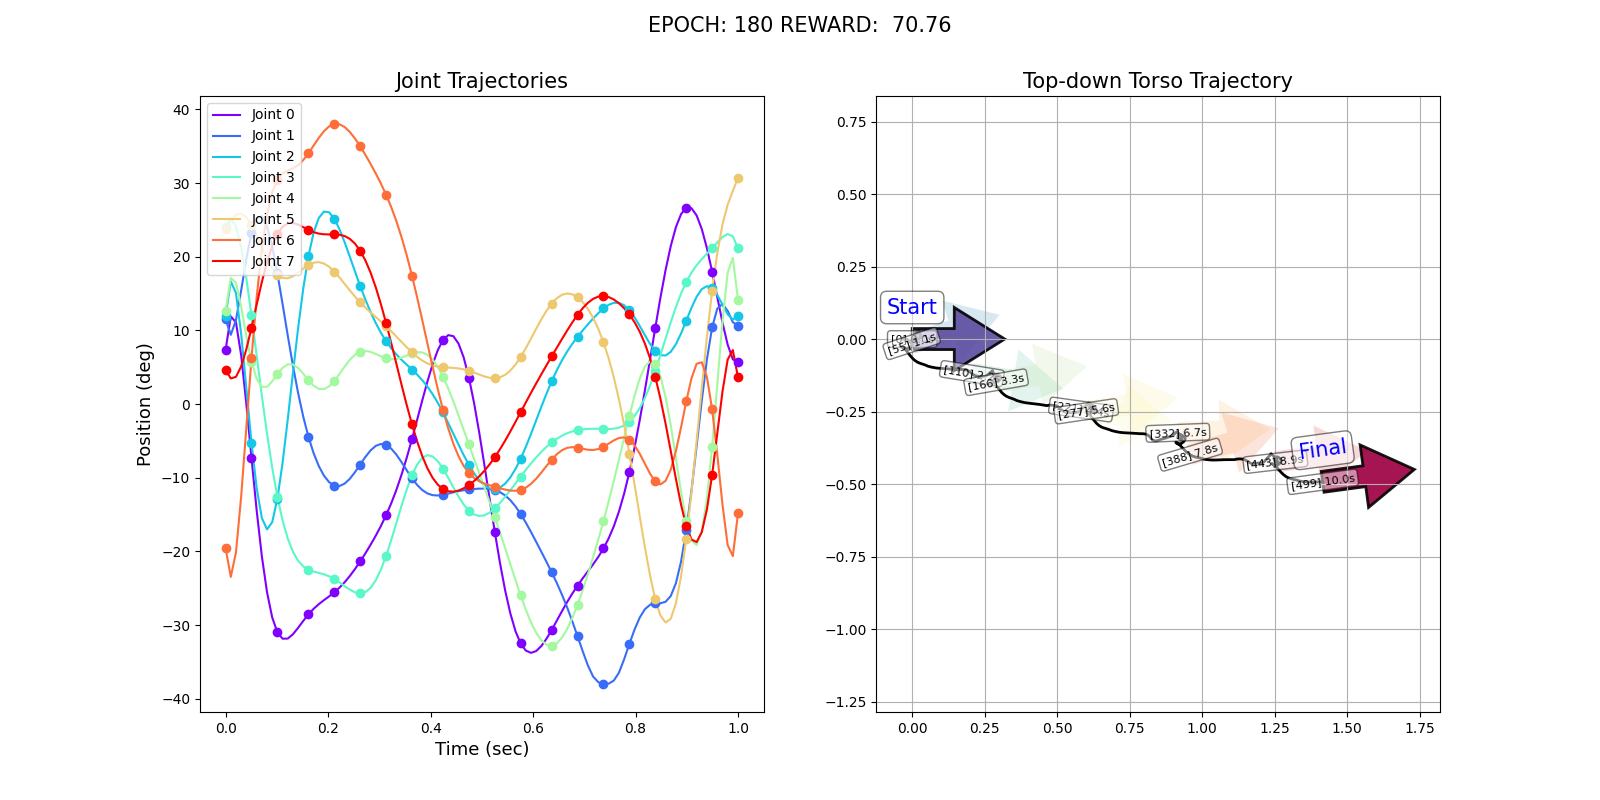 EPOCH: 180 REWARD:  70.76
Joint Trajectories
Position (deg)
40
30
20
10
0
−10
−20
−30
−40
Joint 0
Joint 1
Joint 2
Joint 3
Joint 4
Joint 5
Joint 6
Joint 7
0.0 0.2 0.4 0.6 0.8 1.0
Time (sec)
Top-down Torso Trajectory
0.75
0.50
0.25
0.00
−0.25
−0.50
−0.75
−1.00
−1.25
Start
[55] 1.1s
[110]
[166] 3.3s
[277] 5.6s
[332] 6.7s
[388] 7.8s
[443] 8.9s
Final
[499] 10.0s
0.00 0.25 0.50 0.75 1.00 1.25 1.50 1.75